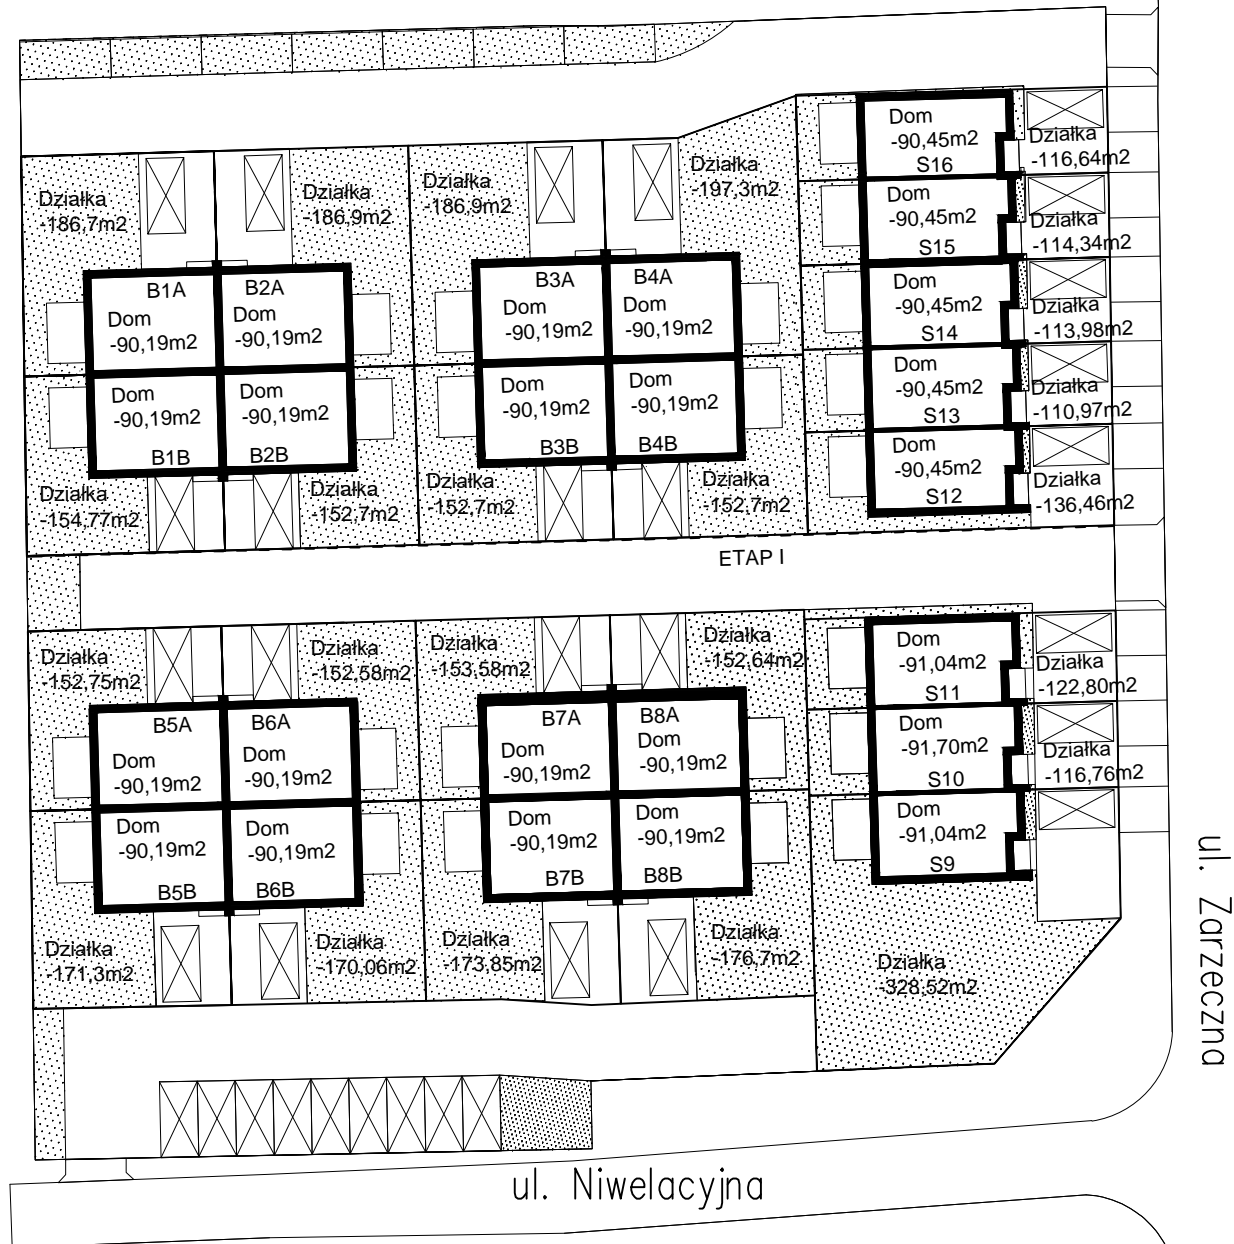 Działka
-186,7m2
Działka
-186,9m2
Działka
-186,9m2
Działka
-197,3m2
B1A
Dom
-90,19m2
B2A
Dom
-90,19m2
B3A
Dom
-90,19m2
B4A
Dom
-90,19m2
Dom
-90,19m2
B1B
Dom
-90,19m2
B2B
Dom
-90,19m2
B3B
Dom
-90,19m2
B4B
Działka
-154,77m2
Działka
-152,7m2
Działka
-152,7m2
Działka
-152,7m2
Dom
-90,45m2
S16
Działka
-116,64m2
Dom
-90,45m2
S15
Działka
-114,34m2
Dom
-90,45m2
S14
Działka
-113,98m2
Dom
-90,45m2
S13
Działka
-110,97m2
Dom
-90,45m2
S12
Działka
-136,46m2
ETAP I
Działka
-152,75m2
Działka
-152,58m2
Działka
-153,58m2
Działka
-152,64m2
B5A
Dom
-90,19m2
B6A
Dom
-90,19m2
B7A
Dom
-90,19m2
B8A
Dom
-90,19m2
Dom
-90,19m2
B5B
Dom
-90,19m2
B6B
Dom
-90,19m2
B7B
Dom
-90,19m2
B8B
Działka
-171,3m2
Działka
-170,06m2
Działka
-173,85m2
Działka
-176,7m2
Dom
-91,04m2
S11
Działka
-122,80m2
Dom
-91,70m2
S10
Działka
-116,76m2
Dom
-91,04m2
S9
Działka
-328,52m2
ul. Zarzeczna
ul. Niwelacyjna